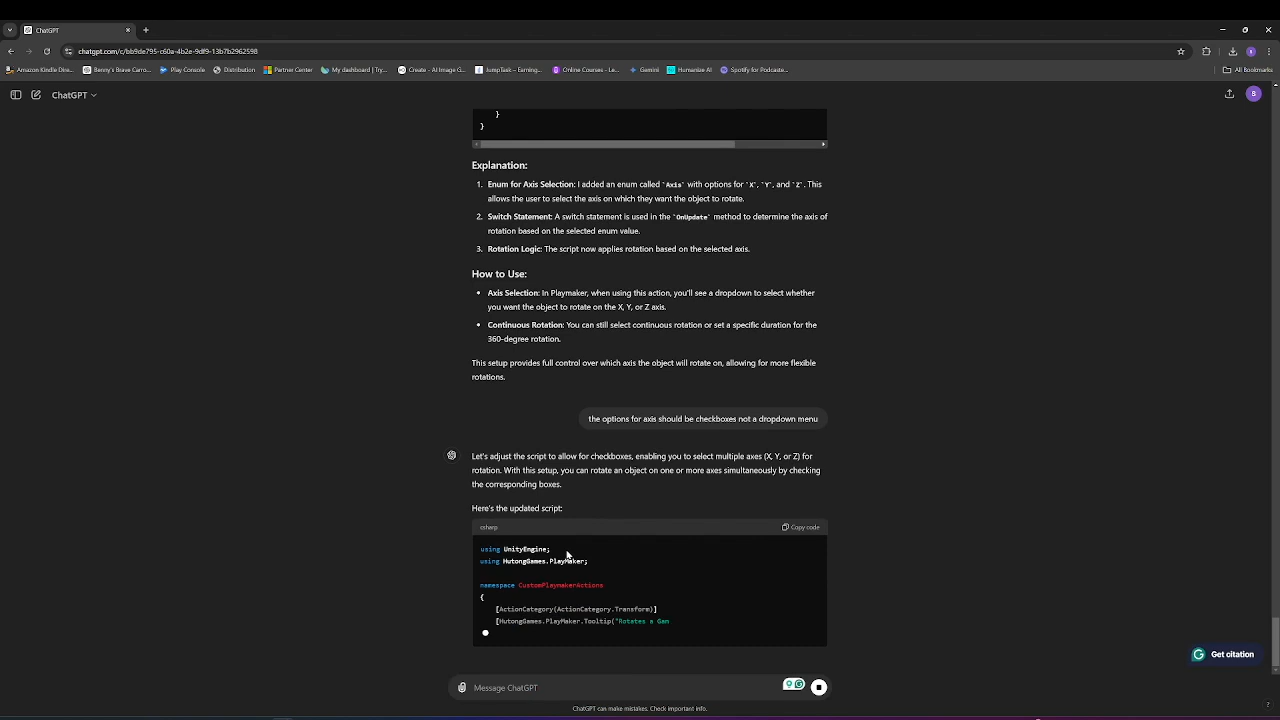 ChatGPT
chatgpt.com/c/bb9de795-c60a-4b2e-9df9-13b7b2962598
Amazon Kindle Direc... Benny's Brave Carro... Play Console Distribution Partner Center My dashboard | Try... Create - AI Image G... JumpTask – Earning... Online Courses - Le... Gemini Humanize AI Spotify for Podcaste... All Bookmarks
ChatGPT
B
}
}
Explanation:
1. Enum for Axis Selection: I added an enum called `Axis` with options for `X`, `Y`, and `Z`. This
allows the user to select the axis on which they want the object to rotate.
2. Switch Statement: A switch statement is used in the `OnUpdate` method to determine the axis of
rotation based on the selected enum value.
3. Rotation Logic: The script now applies rotation based on the selected axis.
How to Use:
• Axis Selection: In Playmaker, when using this action, you'll see a dropdown to select whether
you want the object to rotate on the X, Y, or Z axis.
• Continuous Rotation: You can still select continuous rotation or set a specific duration for the
360-degree rotation.
This setup provides full control over which axis the object will rotate on, allowing for more flexible
rotations.
the options for axis should be checkboxes not a dropdown menu
Let's adjust the script to allow for checkboxes, enabling you to select multiple axes (X, Y, or Z) for
rotation. With this setup, you can rotate an object on one or more axes simultaneously by checking
the corresponding boxes.
Here's the updated script:
csharp Copy code
using UnityEngine;
using HutongGames.PlayMaker;
namespace CustomPlaymakerActions
{
[ActionCategory(ActionCategory.Transform)]
[HutongGames.PlayMaker.Tooltip("Rotates a Gam
Get citation
Message ChatGPT
ChatGPT can make mistakes. Check important info.
?